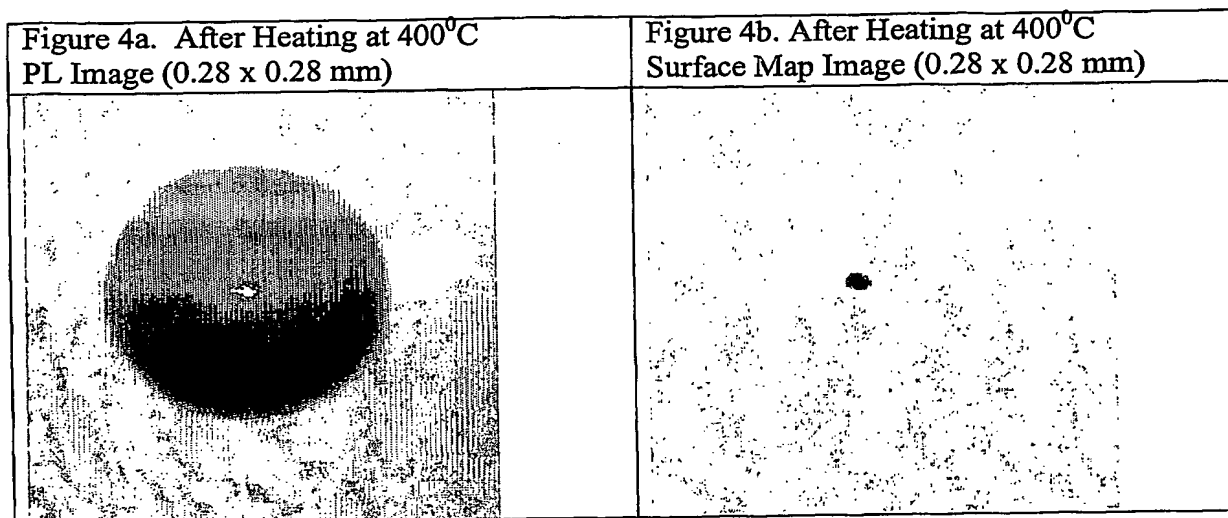 Figure 4a. After Heating at 400⁰C
PL Image (0.28 x 0.28 mm)
Figure 4b. After Heating at 400⁰C
Surface Map Image (0.28 x 0.28 mm)